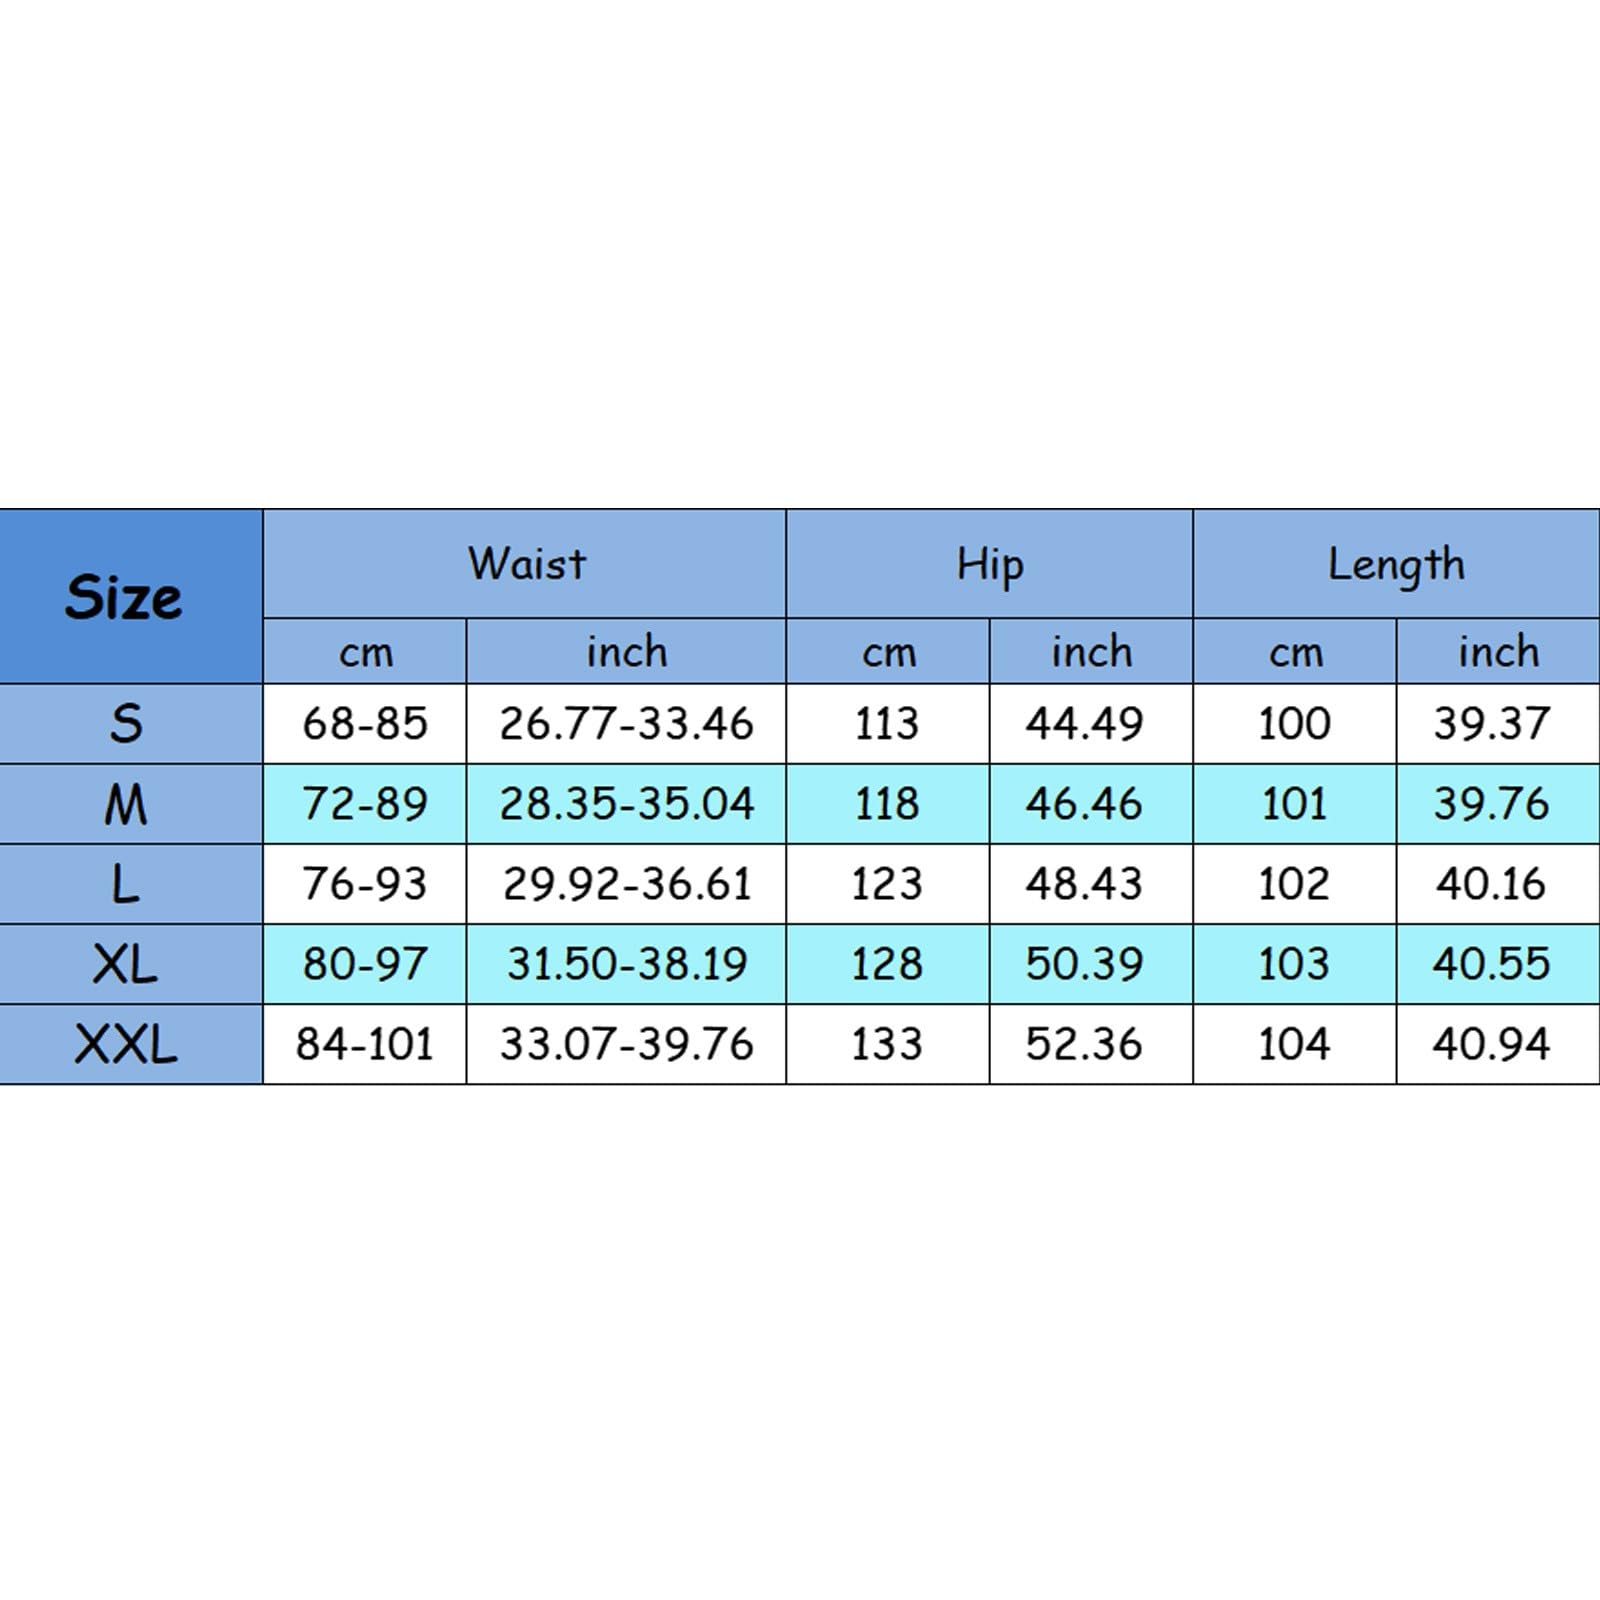 Size Waist Hip Length
cm inch cm inch cm inch
S 68-85 26.77-33.46 113 44.49 100 39.37
M 72-89 28.35-35.04 118 46.46 101 39.76
L 76-93 29.92-36.61 123 48.43 102 40.16
XL 80-97 31.50-38.19 128 50.39 103 40.55
XXL 84-101 33.07-39.76 133 52.36 104 40.94